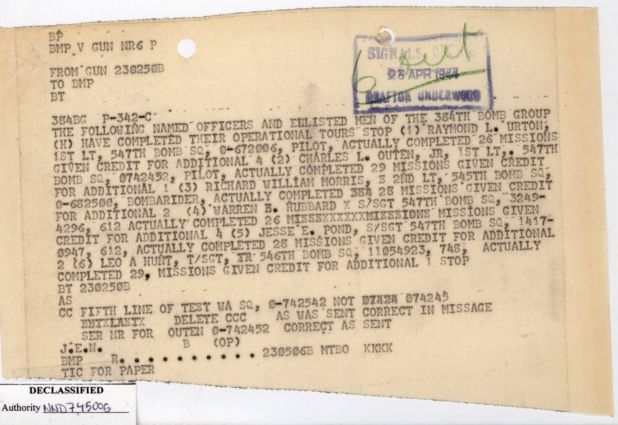 BP
BMP V GUN NR6 P
FROM GUN 230250B
TO BMP
BT
SIGNALS
23 APR 1944
GRAFTON UNDERWOOD
384BG P-342-C
THE FOLLOWING NAMED OFFICERS AND EULISTED MEN OF THE 384TH BOMB GROUP
(H) HAVE COMPLETED THEIR OPERATIONAL TOURS STOP (1) RAYMOND L. URTON,
1ST LT, 547TH BOMB SQ, 0-672006, PILOT, ACTUALLY COMPLETED 26 MISSIONS
GIVEN CREDIT FOR ADDITIONAL 4 (2) CHARLES L. OUTEN, JR, 1ST LT,. 547TH
BOMB SQ, 0742452, PILOT, ACTUALLY COMPLETED 29 MISSIONS GIVEN CREDIT
FOR ADDITIONAL 1 (3) RICHARD WILLIAM MORRIS, S 2ND LT, 545TH BOMB SQ,
0-682500, BOMBARIDER, ACTUALLY COMPLETED 384 28 MISSIONS GIVEN CREDIT
FOR ADDITIONAL 2 (4) WARREN E. HUBBARD X S/SGT 547TH BOMB SQ, 3249-
4296, 612 ACTUALLY COMPLETED 26 MISSIONS GIVEN
CREDIT FOR ADDITIONAL 4 (5) JESSE E. POND, S/SGT 547TH BOMB SQ, 1417-
0947, 612, ACTUALLY COMPLETED 28 MISSIONS GIVEN CREDIT FOR ADDITIONAL
2 (6) LEO A HUNT, T/SGT, TR 546TH BOMB SQ, 11054923, 748, ACTUALLY
COMPLETED 29, MISSIONS GIVEN CREDIT FOR ADDITIONAL 1 STOP
BT 230250B
AS
CC FIFTH LINE OF TEST WA SQ, 0-742542 NOT 07424 074245
DELETE CCC AS WAS SENT CORRECT IN MISSAGE
SER NR FOR OUTEN 0-742452 CORRECT AS SENT
J.E.N. B (OP)
BMP R. . . . . . . . . . . 230506B MTBO KKKK
TIC FOR PAPER
DECLASSIFIED
Authority NND745005